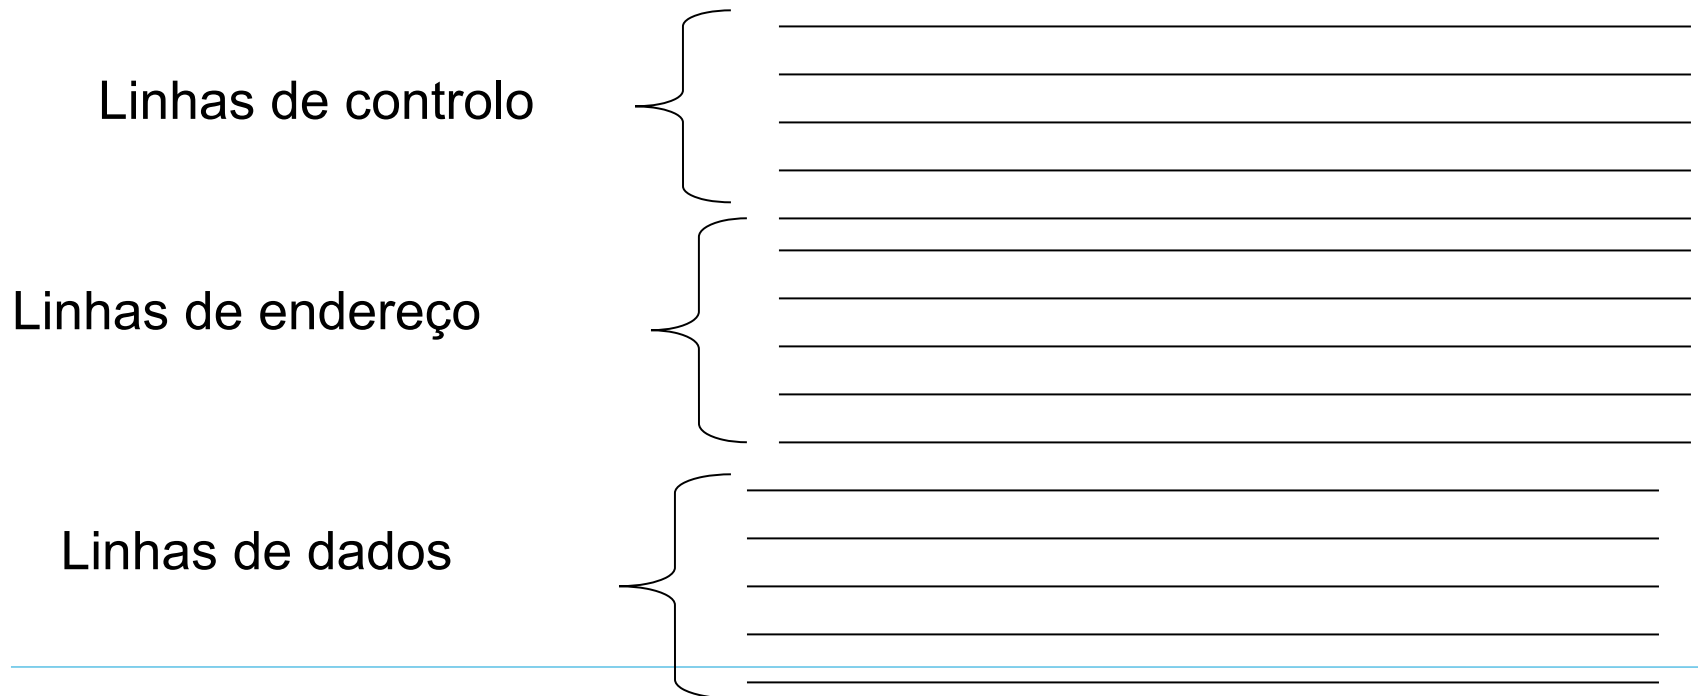 Linhas de controlo
Linhas de endereço
Linhas de dados